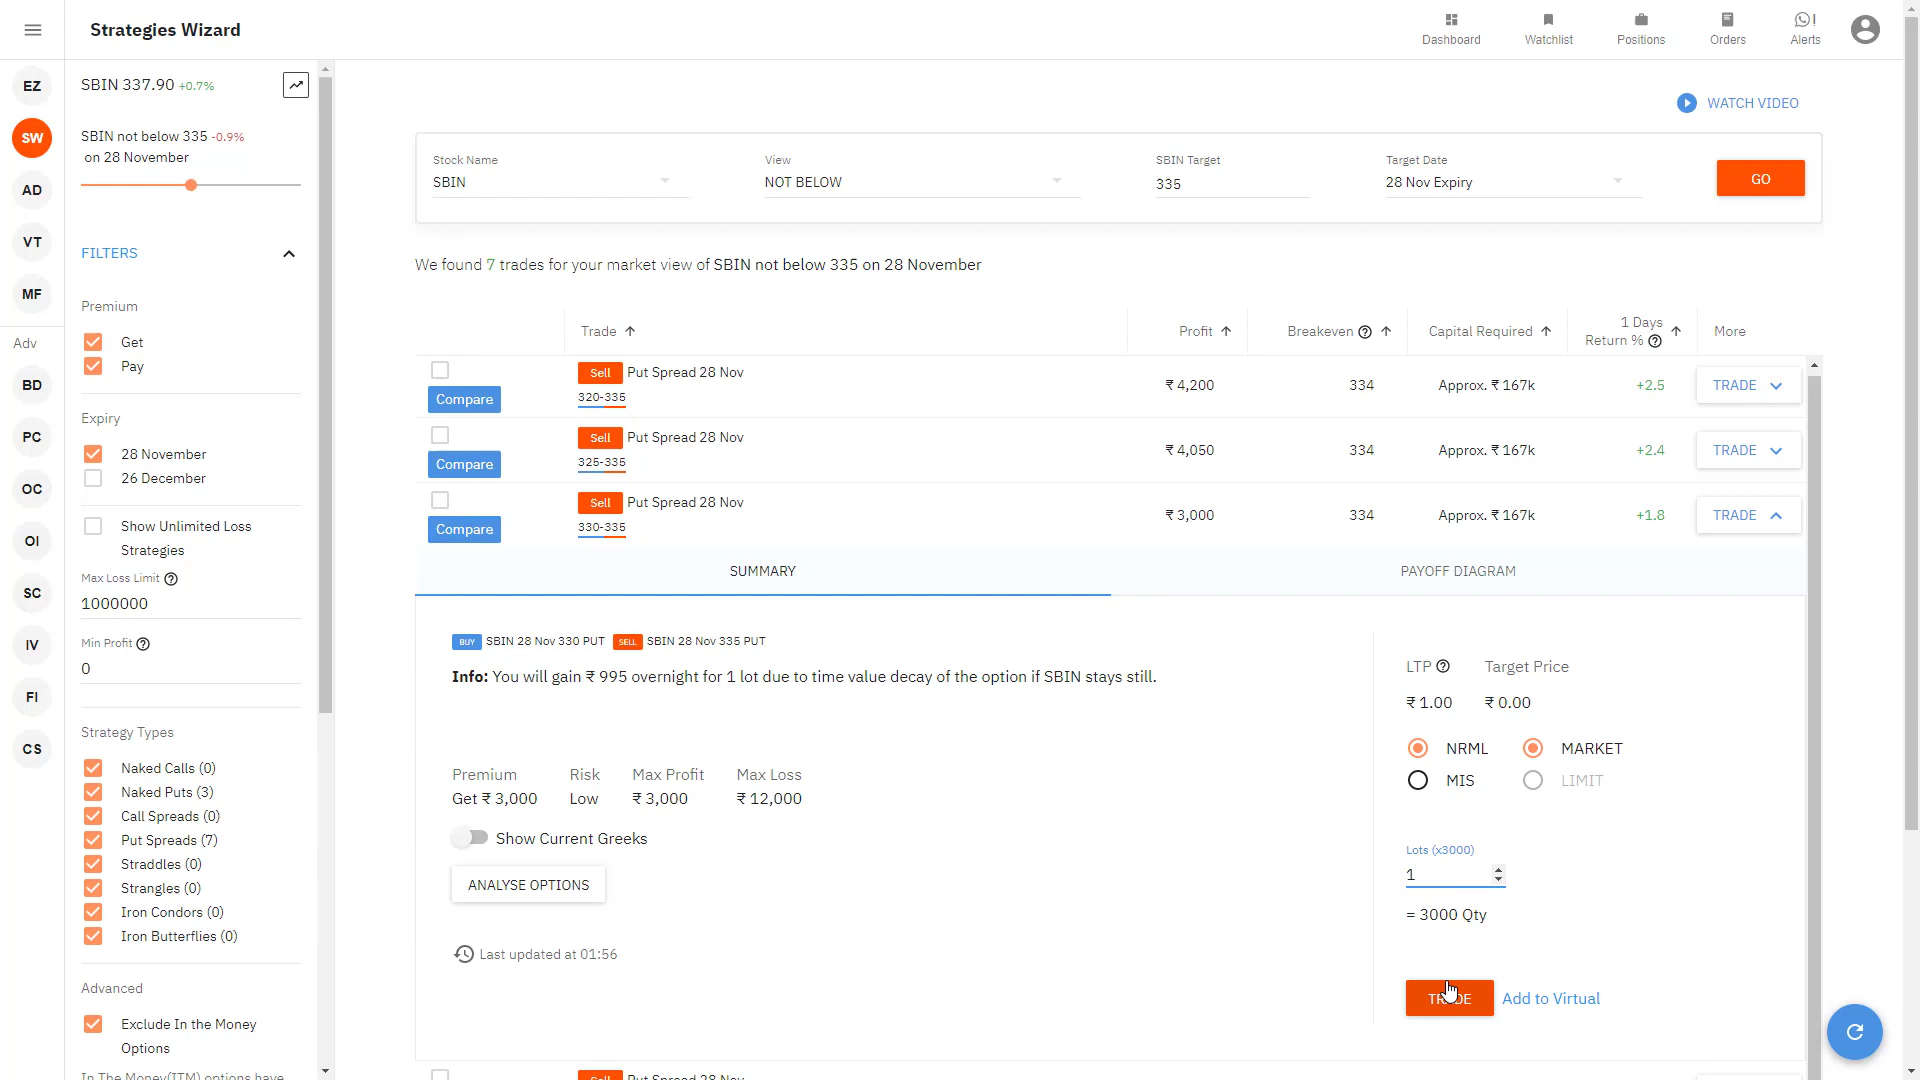 Strategies Wizard
Dashboard
Watchlist
Positions
Orders
Alerts
EZ
SW
AD
VT
MF
Adv
BD
PC
OC
OI
SC
IV
FI
CS
SBIN 337.90 +0.7%
SBIN not below 335 -0.9%
on 28 November
FILTERS
Premium
Get
Pay
Expiry
28 November
26 December
Show Unlimited Loss
Strategies
Max Loss Limit
1000000
Min Profit
0
Strategy Types
Naked Calls (0)
Naked Puts (3)
Call Spreads (0)
Put Spreads (7)
Straddles (0)
Strangles (0)
Iron Condors (0)
Iron Butterflies (0)
Advanced
Exclude In the Money
Options
In The Money(ITM) options have
WATCH VIDEO
Stock Name
SBIN
View
NOT BELOW
SBIN Target
335
Target Date
28 Nov Expiry
GO
We found 7 trades for your market view of SBIN not below 335 on 28 November
Trade
Profit
Breakeven
Capital Required
1 Days
Return %
More
Compare
Sell Put Spread 28 Nov
320-335
₹ 4,200
334
Approx. ₹ 167k
+2.5
TRADE
Compare
Sell Put Spread 28 Nov
325-335
₹ 4,050
334
Approx. ₹ 167k
+2.4
TRADE
Compare
Sell Put Spread 28 Nov
330-335
₹ 3,000
334
Approx. ₹ 167k
+1.8
TRADE
SUMMARY
PAYOFF DIAGRAM
BUY SBIN 28 Nov 330 PUT SELL SBIN 28 Nov 335 PUT
Info: You will gain ₹ 995 overnight for 1 lot due to time value decay of the option if SBIN stays still.
Premium
Get ₹ 3,000
Risk
Low
Max Profit
₹ 3,000
Max Loss
₹ 12,000
Show Current Greeks
ANALYSE OPTIONS
Last updated at 01:56
LTP
₹ 1.00
Target Price
₹ 0.00
NRML
MARKET
MIS
LIMIT
Lots (x3000)
1
= 3000 Qty
TRADE
Add to Virtual
Sell Put Spread 28 Nov